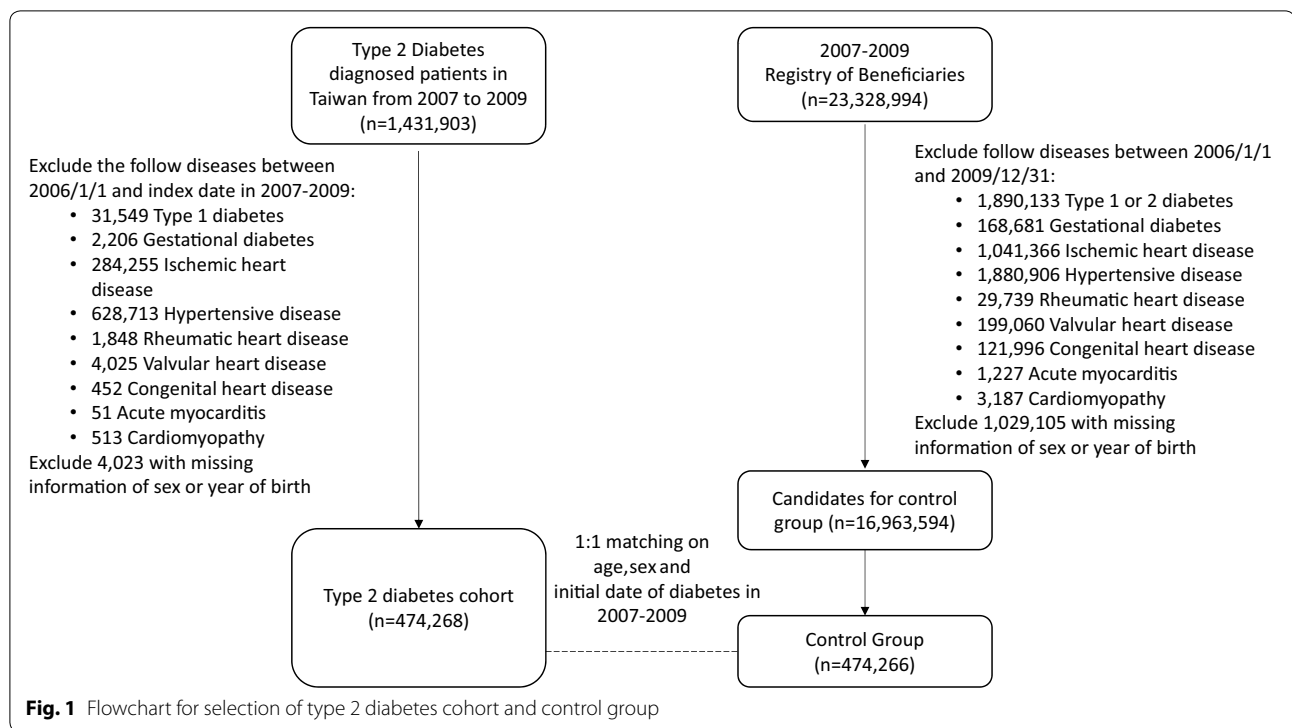 Type 2 Diabetes
diagnosed patients in
Taiwan from 2007 to 2009
(n=1,431,903)
Exclude the follow diseases between
2006/1/1 and index date in 2007-2009:
• 31,549 Type 1 diabetes
• 2,206 Gestational diabetes
• 284,255 Ischemic heart
disease
• 628,713 Hypertensive disease
• 1,848 Rheumatic heart disease
• 4,025 Valvular heart disease
• 452 Congenital heart disease
• 51 Acute myocarditis
• 513 Cardiomyopathy
Exclude 4,023 with missing
information of sex or year of birth
Type 2 diabetes cohort
(n=474,268)
1:1 matching on
age,sex and
initial date of diabetes in
2007-2009
2007-2009
Registry of Beneficiaries
(n=23,328,994)
Exclude follow diseases between 2006/1/1
and 2009/12/31:
• 1,890,133 Type 1 or 2 diabetes
• 168,681 Gestational diabetes
• 1,041,366 Ischemic heart disease
• 1,880,906 Hypertensive disease
• 29,739 Rheumatic heart disease
• 199,060 Valvular heart disease
• 121,996 Congenital heart disease
• 1,227 Acute myocarditis
• 3,187 Cardiomyopathy
Exclude 1,029,105 with missing
information of sex or year of birth
Candidates for control
group (n=16,963,594)
Control Group
(n=474,266)
Fig. 1 Flowchart for selection of type 2 diabetes cohort and control group